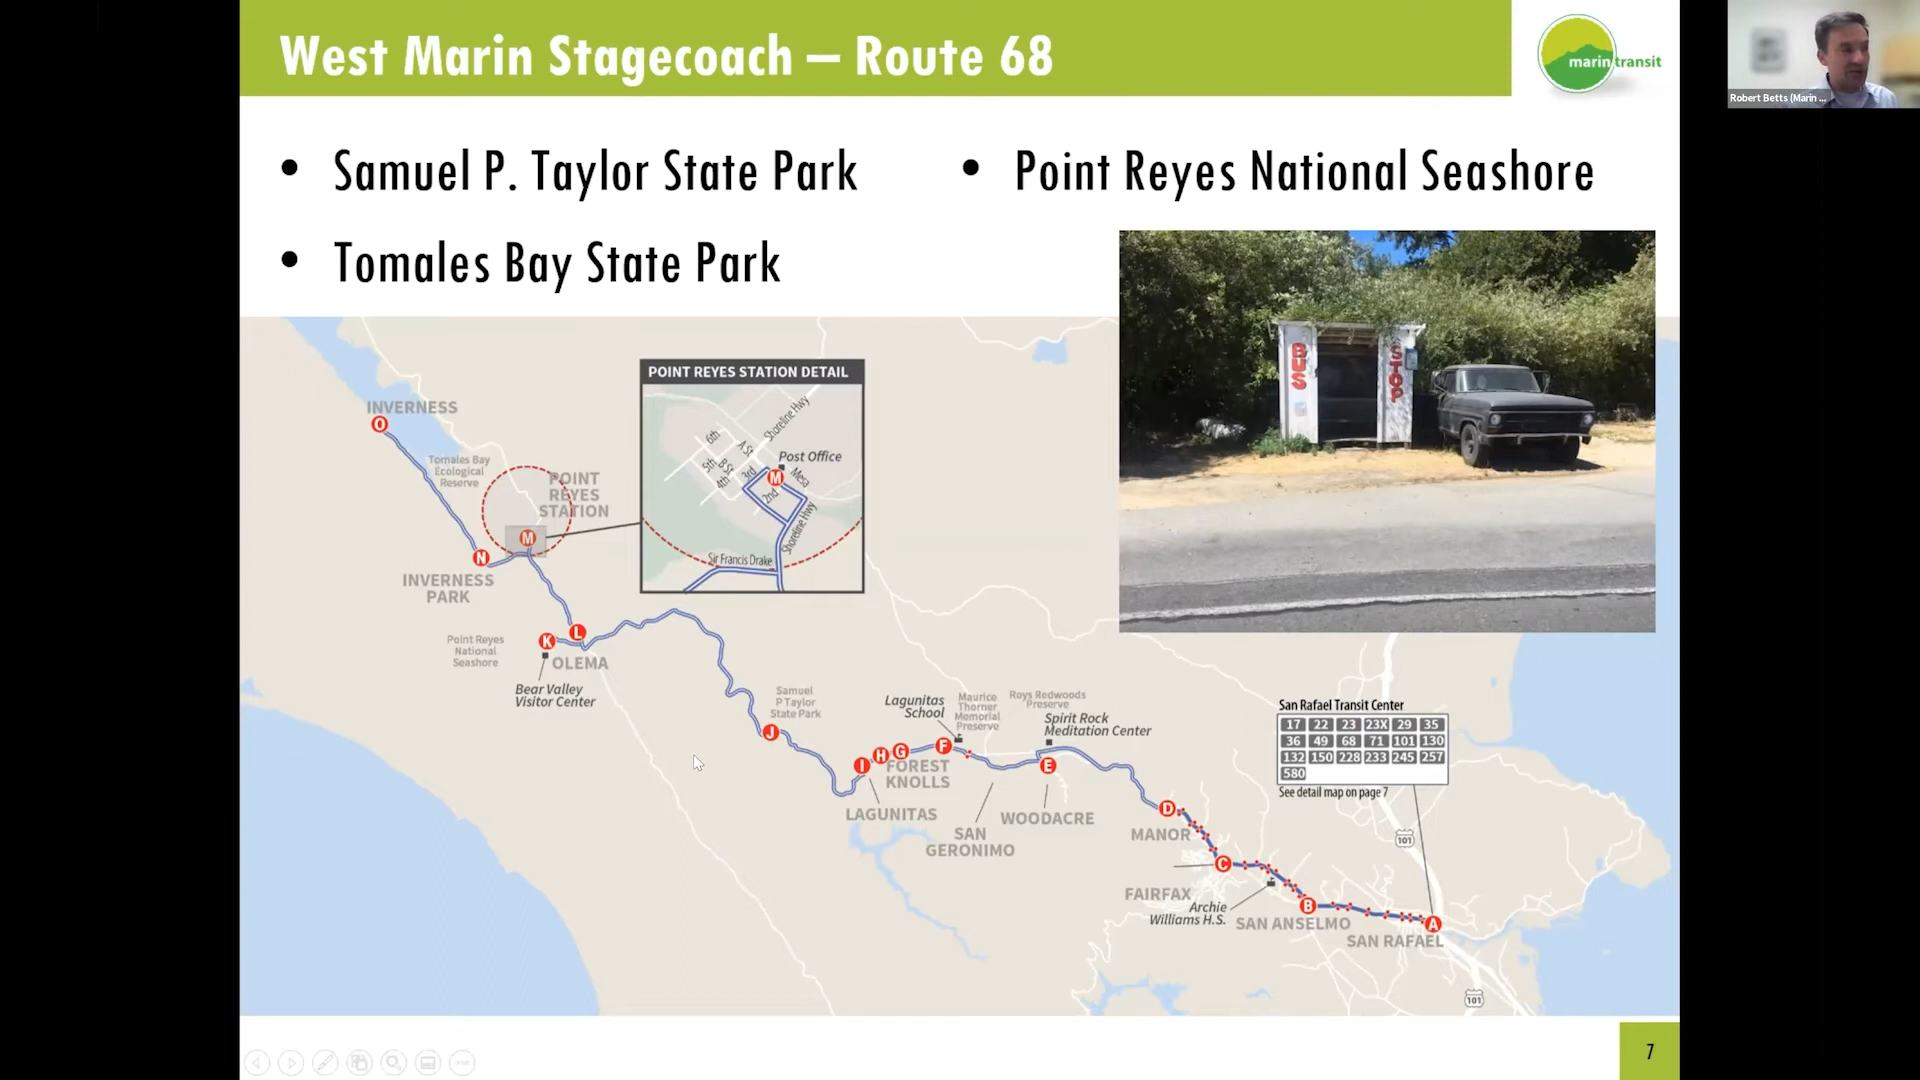 West Marin Stagecoach – Route 68
marin transit
Robert Betts (Marin ...
• Samuel P. Taylor State Park
• Tomales Bay State Park
• Point Reyes National Seashore
BUS
STOP
POINT REYES STATION DETAIL
Shoreline Hwy
6th
A St
5th
B St
4th
3rd
Post Office
M
Mesa
2nd
Shoreline Hwy
Sir Francis Drake
INVERNESS
O
Tomales Bay
Ecological
Reserve
POINT
REYES
STATION
M
N
INVERNESS
PARK
L
K
Point Reyes
National
Seashore
OLEMA
Bear Valley
Visitor Center
Samuel
P Taylor
State Park
J
I
H
G
F
Lagunitas
School
Maurice
Thorner
Memorial
Preserve
Roys Redwoods
Preserve
Spirit Rock
Meditation Center
E
FOREST
KNOLLS
LAGUNITAS
SAN
GERONIMO
WOODACRE
D
MANOR
C
FAIRFAX
Archie
Williams H.S.
B
SAN ANSELMO
A
SAN RAFAEL
San Rafael Transit Center
17 22 23 23X 29 35
36 49 68 71 101 130
132 150 228 233 245 257
580
See detail map on page 7
101
101
7